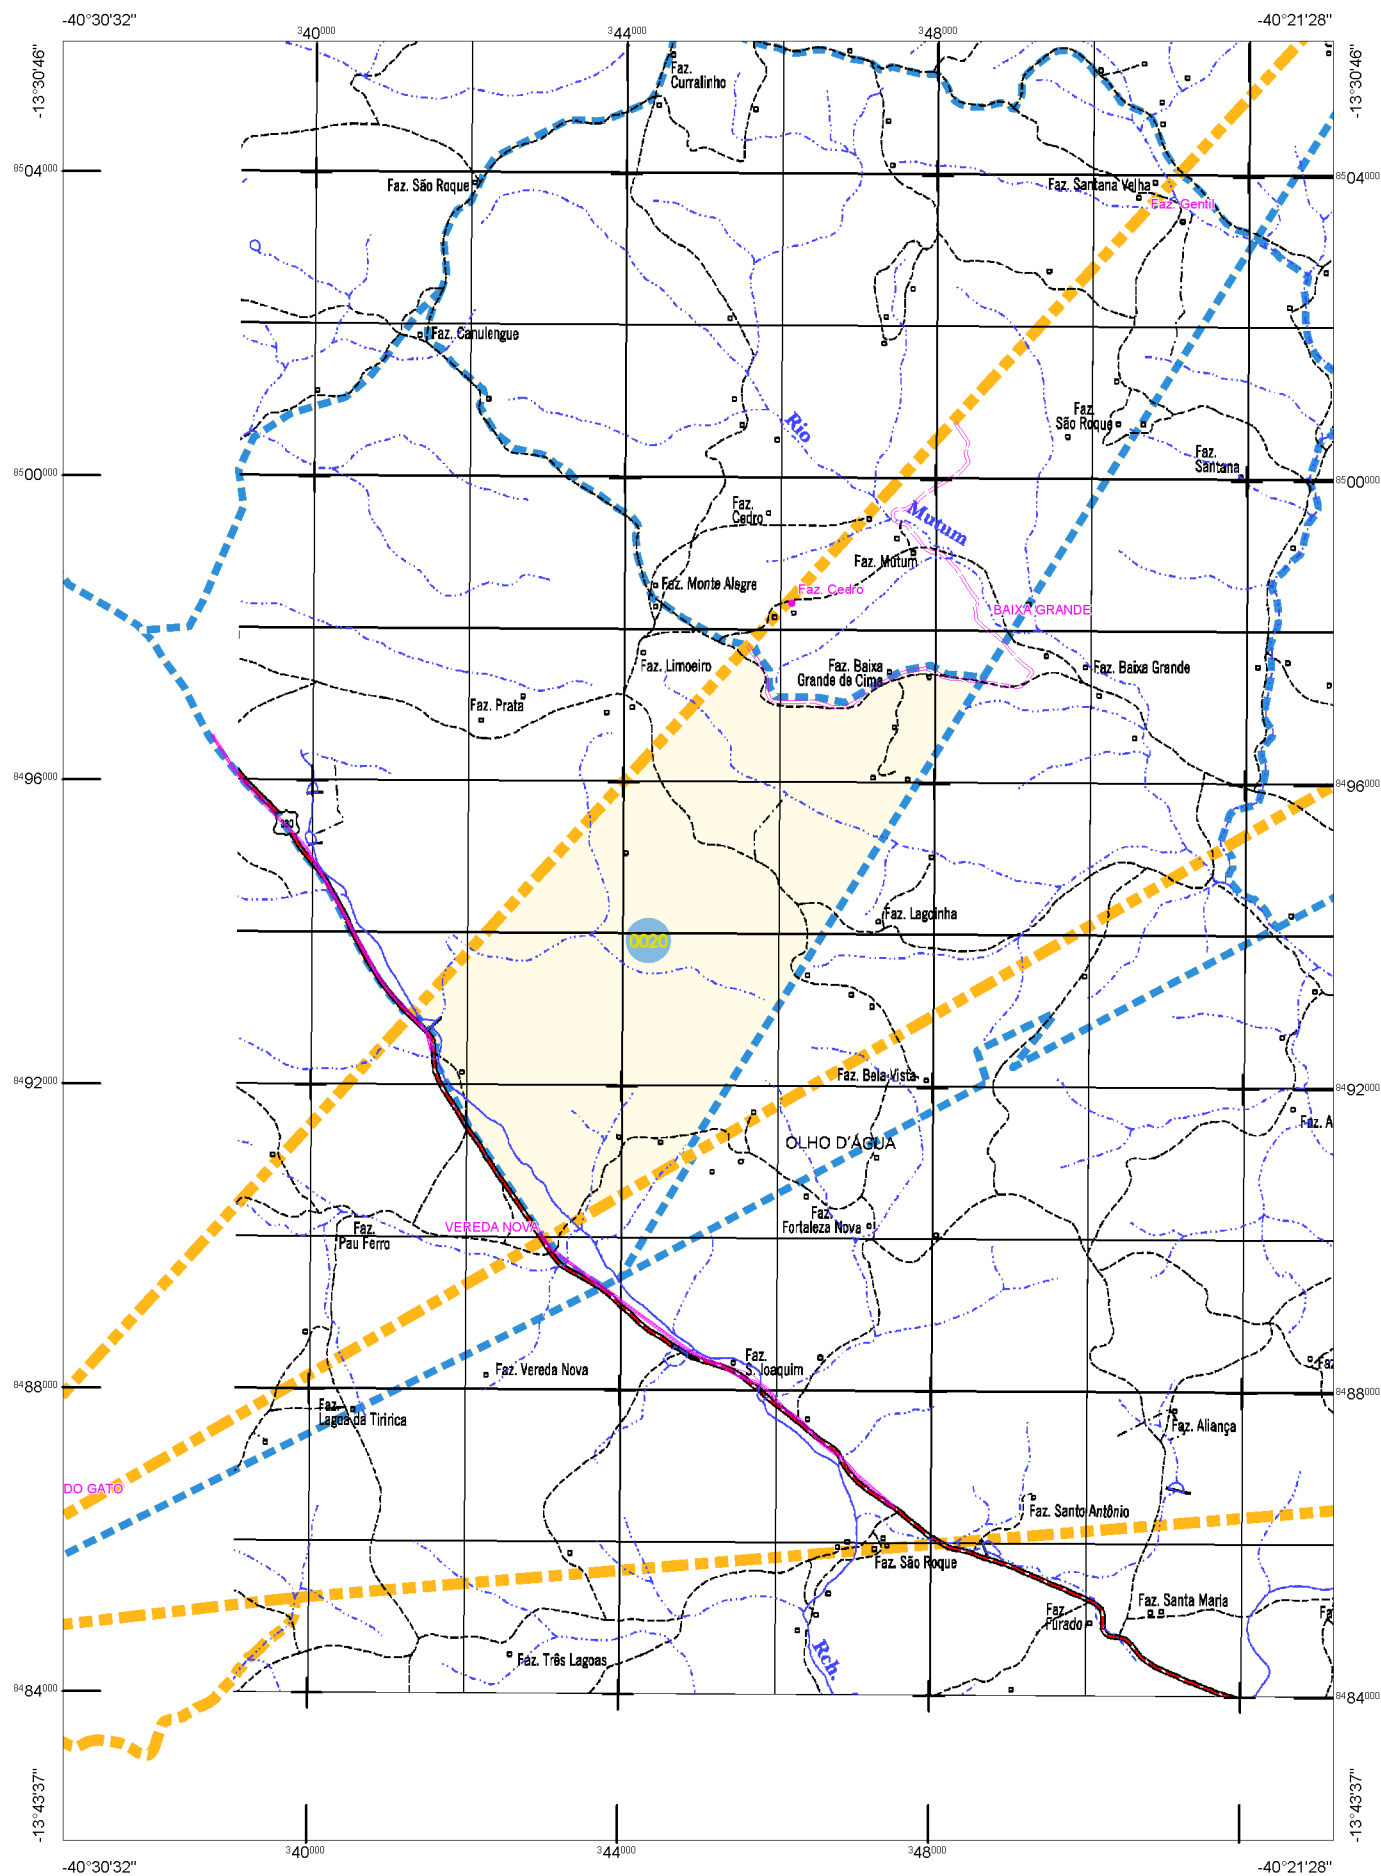 -40°30'32"
-40°21'28"
340000
344000
348000
-13°30'46"
-13°30'46"
Faz.
Curralinho
8504000
8504000
Faz. São Roque
Faz. Santana Velha
Faz. Gentil
Faz. Canulengue
Rio
Faz.
São Roque
Faz.
Santana
8500000
8500000
Faz.
Cedro
Mutum
Faz. Mutum
Faz. Monte Alegre
Faz. Cedro
BAIXA GRANDE
Faz. Limoeiro
Faz. Baixa
Grande de Cima
Faz. Baixa Grande
Faz. Prata
8496000
8496000
Faz. Lagoinha
0020
8492000
8492000
Faz. Bela Vista
Faz. A
OLHO D'ÁGUA
Faz.
Fortaleza Nova
VEREDA NOVA
Faz.
Pau Ferro
Faz. Vereda Nova
Faz.
S. Joaquim
Faz
8488000
8488000
Faz.
Lagoa da Tiririca
Faz. Aliança
DO GATO
Faz. Santo Antônio
Faz. São Roque
Faz. Santa Maria
Faz.
Furado
Fa
Rch.
Faz. Três Lagoas
8484000
8484000
-13°43'37"
-13°43'37"
340000
344000
348000
-40°30'32"
-40°21'28"